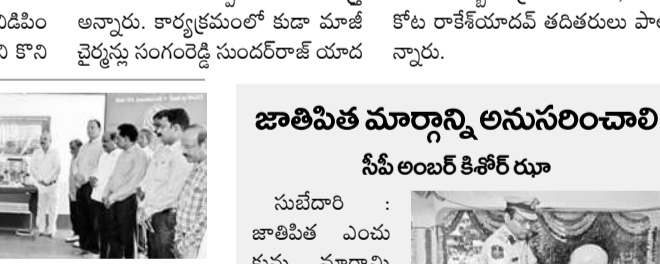 అన్నారు. కార్యక్రమంలో కుడా మాజీ
చైర్మన్లు సంగంరెడ్డి సుందర్‌రాజ్ యాద
కోట రాకేశ్‌యాదవ్ తదితరులు పా
న్నారు.
జాతిపిత మార్గాన్ని అనుసరించాలి
సీపీ అంబర్ కిశోర్ ఝా
సుబేదారి :
జాతిపిత ఎంచు